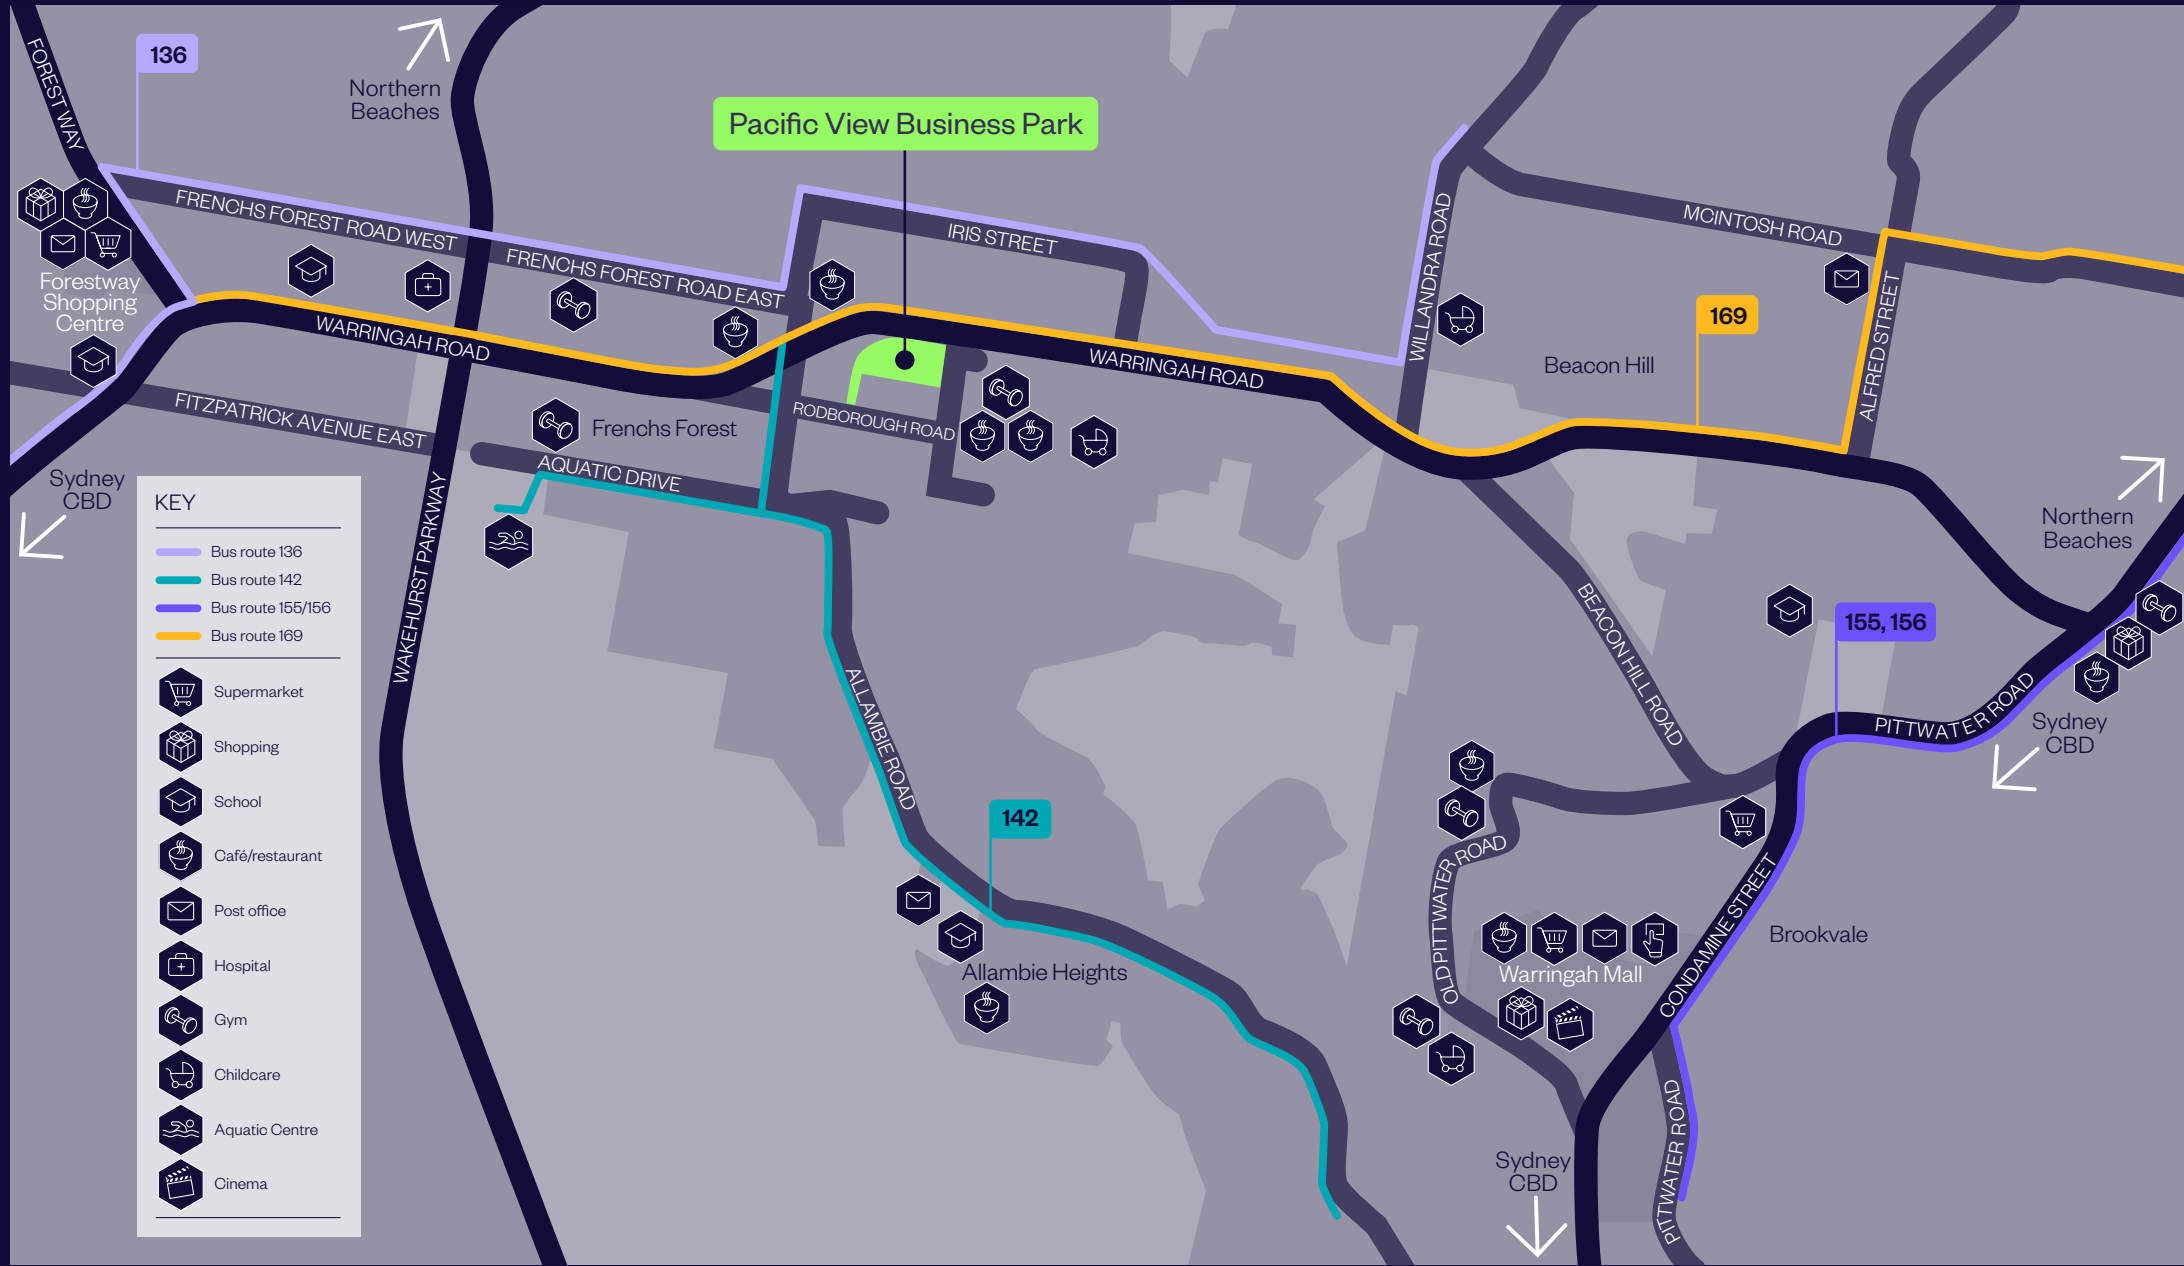 136
FOREST WAY
Northern
Beaches
Pacific View Business Park
FRENCHS FOREST ROAD WEST
FRENCHS FOREST ROAD EAST
IRIS STREET
WILLANDRA ROAD
MCINTOSH ROAD
ALFRED STREET
169
Beacon Hill
Forestway
Shopping
Centre
WARRINGAH ROAD
WARRINGAH ROAD
FITZPATRICK AVENUE EAST
RODBOROUGH ROAD
Frenchs Forest
AQUATIC DRIVE
Sydney
CBD
WAKEHURST PARKWAY
KEY
Bus route 136
Bus route 142
Bus route 155/156
Bus route 169
Supermarket
Shopping
School
Café/restaurant
Post office
Hospital
Gym
Childcare
Aquatic Centre
Cinema
Northern
Beaches
BEACON HILL ROAD
155, 156
PITTWATER ROAD
Sydney
CBD
ALLAMBIE ROAD
142
Allambie Heights
OLD PITTWATER ROAD
Warringah Mall
CONDAMINE STREET
Brookvale
PITTWATER ROAD
Sydney
CBD